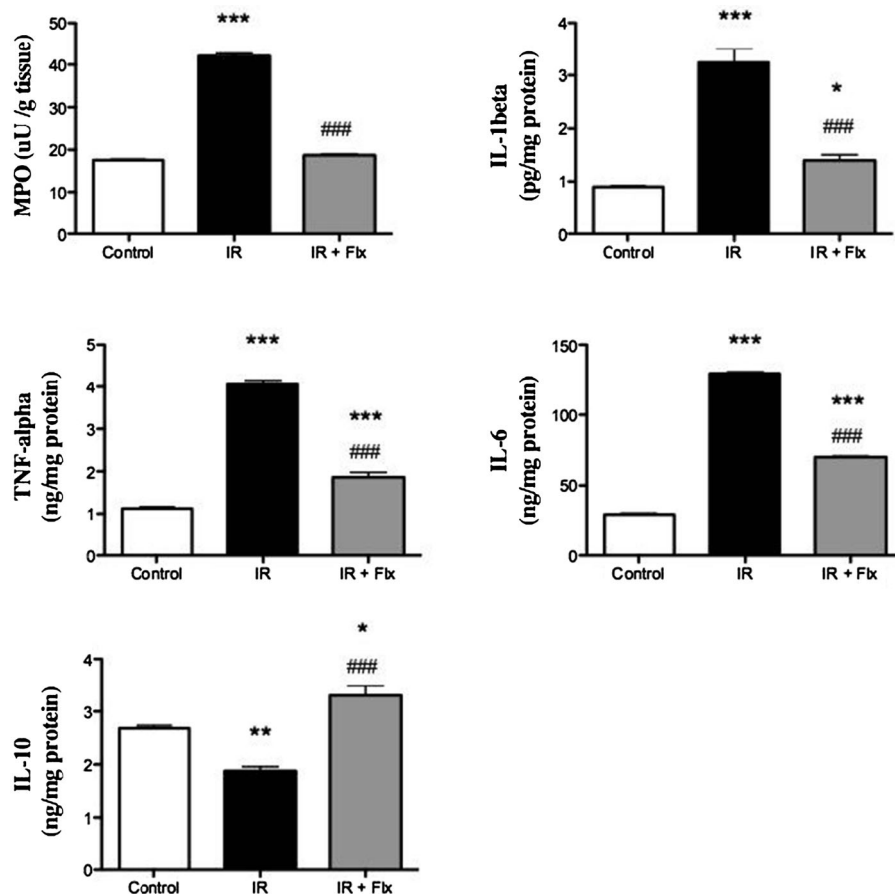 MPO (uU /g tissue)
50
40
30
20
10
0
***
###
Control
IR
IR + Flx
IL-1beta
(pg/mg protein)
4
3
2
1
0
***
*
###
Control
IR
IR + Flx
TNF-alpha
(ng/mg protein)
5
4
3
2
1
0
***
***
###
Control
IR
IR + Flx
IL-6
(ng/mg protein)
150
100
50
0
***
***
###
Control
IR
IR + Flx
IL-10
(ng/mg protein)
4
3
2
1
0
**
*
###
Control
IR
IR + Flx